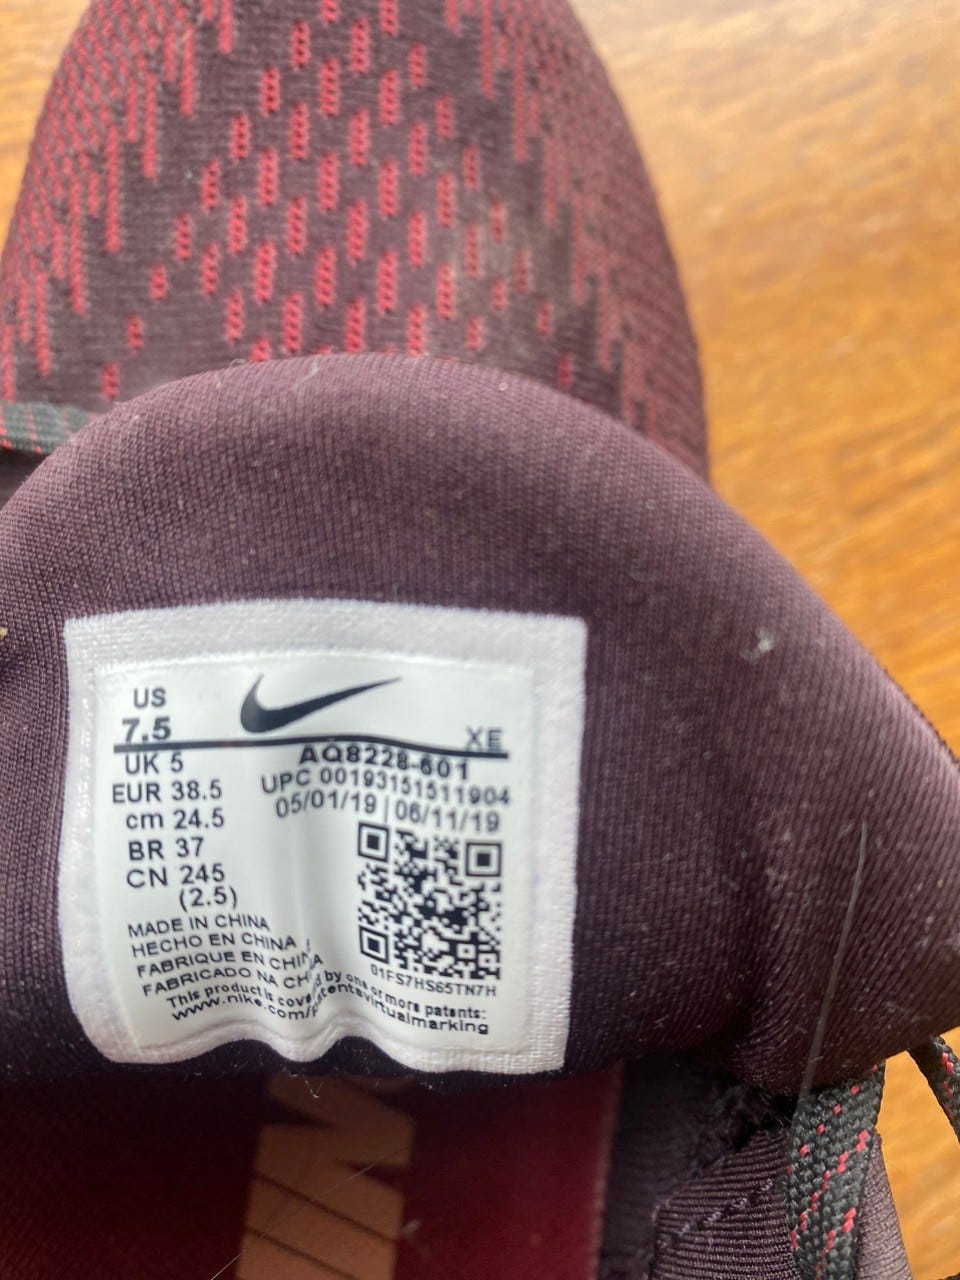 US
7.5
XE
UK 5
EUR 38.5
cm 24.5
BR 37
CN 245
(2.5)
AQ8228-601
UPC 00193151511904
05/01/19 | 06/11/19
01FS7HS65TN7H
MADE IN CHINA
HECHO EN CHINA
FABRIQUE EN CHINA
FABRICADO NA CHINA
This product is covered by one or more patents:
www.nike.com/patentsvirtualmarking